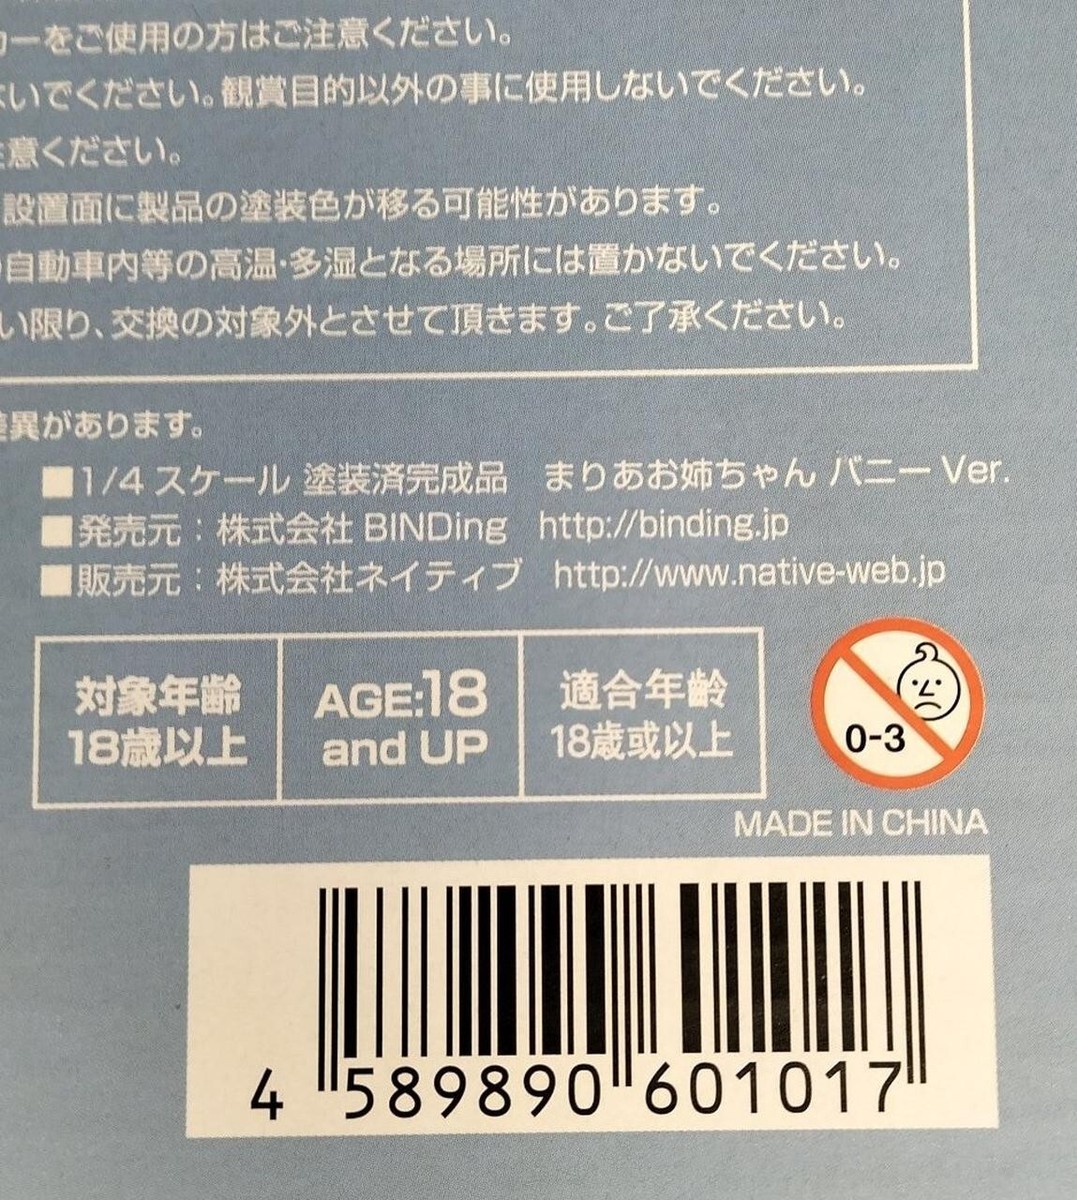 カーをご使用の方はご注意ください。
ないでください。観賞目的以外の事に使用しないでください。
注意ください。
設置面に製品の塗装色が移る可能性があります。
の自動車内等の高温・多湿となる場所には置かないでください。
い限り、交換の対象外とさせて頂きます。ご了承ください。
差異があります。
■1/4 スケール 塗装済完成品 まりあお姉ちゃん バニー Ver.
■発売元：株式会社 BINDing http://binding.jp
■販売元：株式会社ネイティブ http://www.native-web.jp
対象年齢
18歳以上
AGE:18
and UP
適合年齡
18歲或以上
0-3
MADE IN CHINA
4 589890 601017